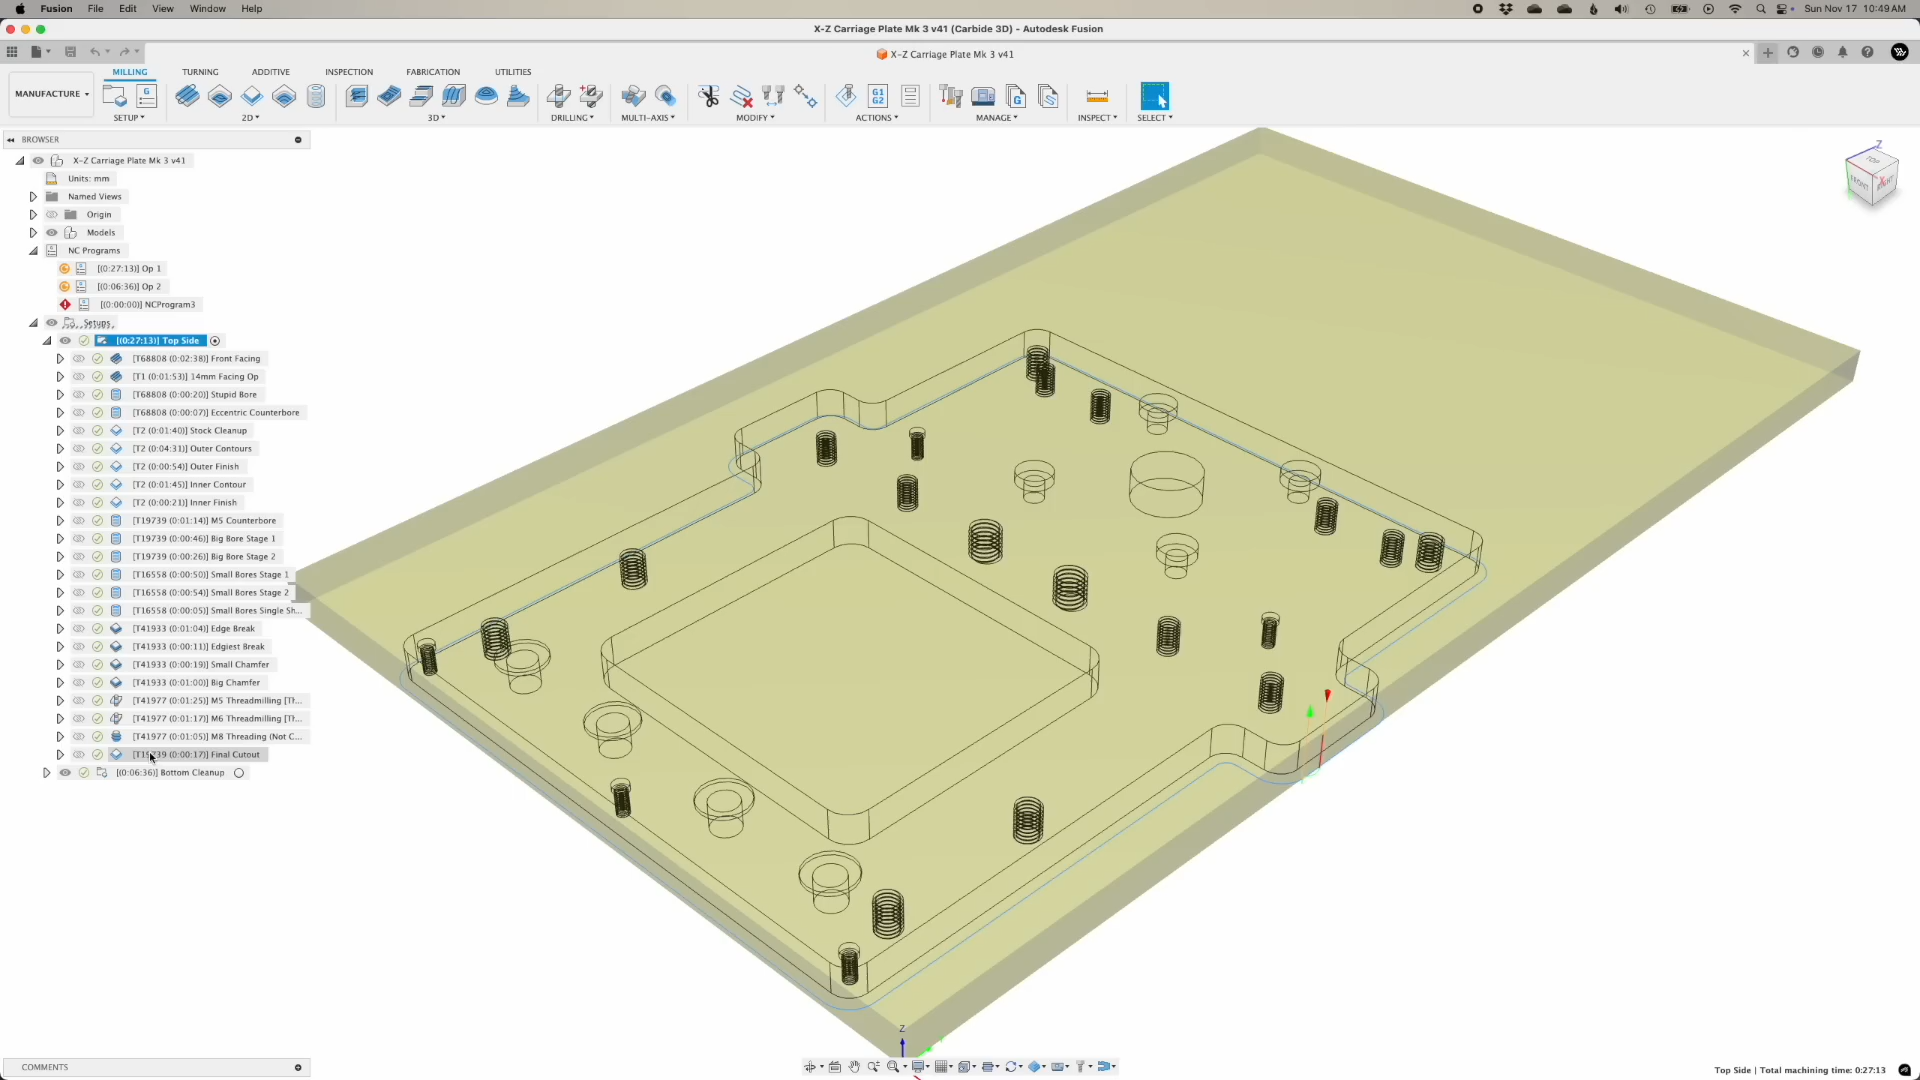 Fusion File Edit View Window Help
Sun Nov 17 10:49 AM
X-Z Carriage Plate Mk 3 v41 (Carbide 3D) - Autodesk Fusion
X-Z Carriage Plate Mk 3 v41
MILLING TURNING ADDITIVE INSPECTION FABRICATION UTILITIES
MANUFACTURE
G G1 G2 G
SETUP 2D 3D DRILLING MULTI-AXIS MODIFY ACTIONS MANAGE INSPECT SELECT
BROWSER
X-Z Carriage Plate Mk 3 v41
Units: mm
Named Views
Origin
Models
NC Programs
[(0:27:13)] Op 1
[(0:06:36)] Op 2
[(0:00:00)] NCProgram3
Setups
[(0:27:13)] Top Side
[T68808 (0:02:38)] Front Facing
[T1 (0:01:53)] 14mm Facing Op
[T68808 (0:00:20)] Stupid Bore
[T68808 (0:00:07)] Eccentric Counterbore
[T2 (0:01:40)] Stock Cleanup
[T2 (0:04:31)] Outer Contours
[T2 (0:00:54)] Outer Finish
[T2 (0:01:45)] Inner Contour
[T2 (0:00:21)] Inner Finish
[T19739 (0:01:14)] M5 Counterbore
[T19739 (0:00:46)] Big Bore Stage 1
[T19739 (0:00:26)] Big Bore Stage 2
[T16558 (0:00:50)] Small Bores Stage 1
[T16558 (0:00:54)] Small Bores Stage 2
[T16558 (0:00:05)] Small Bores Single Sh...
[T41933 (0:01:04)] Edge Break
[T41933 (0:00:11)] Edgiest Break
[T41933 (0:00:19)] Small Chamfer
[T41933 (0:01:00)] Big Chamfer
[T41977 (0:01:25)] M5 Threadmilling [Th...
[T41977 (0:01:17)] M6 Threadmilling [Th...
[T41977 (0:01:05)] M8 Threading (Not C...
[T19739 (0:00:17)] Final Cutout
[(0:06:36)] Bottom Cleanup
Z
TOP
FRONT
RIGHT
X
Z
COMMENTS
Top Side | Total machining time: 0:27:13